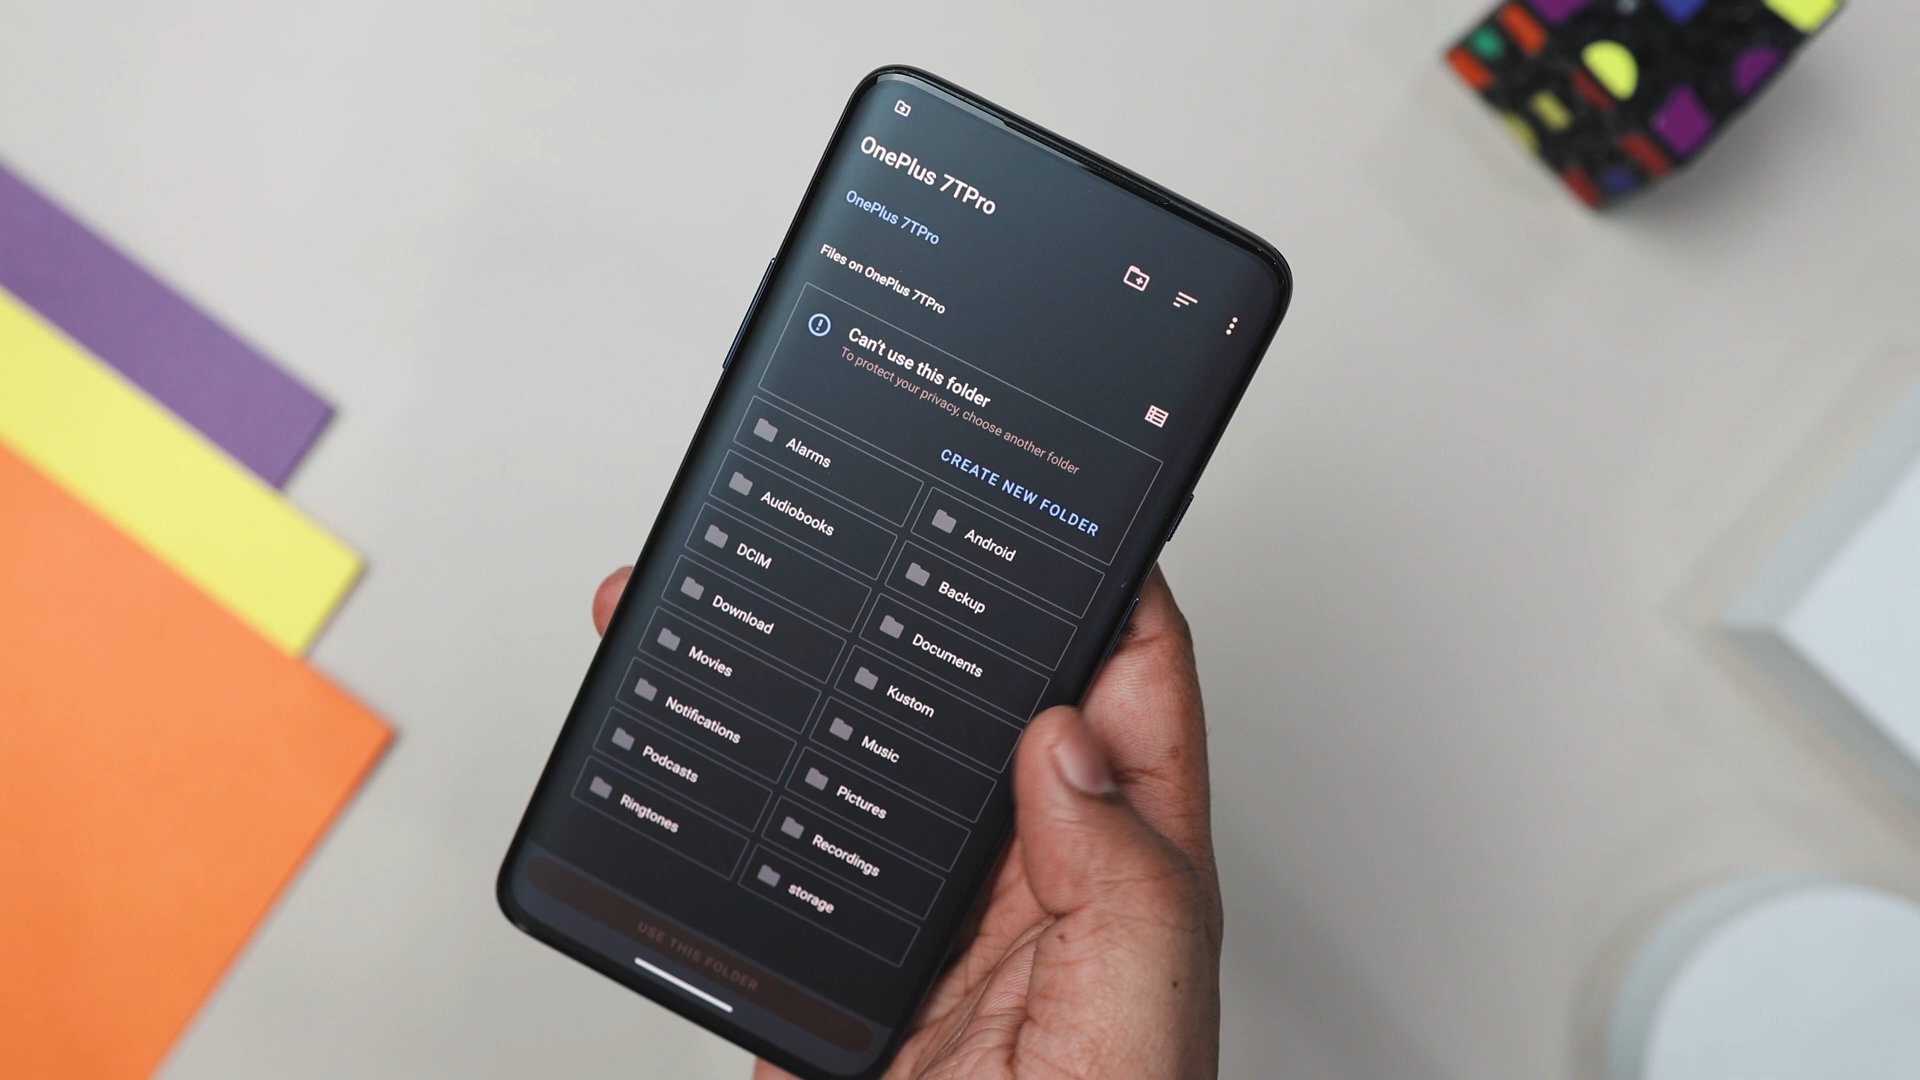 OnePlus 7TPro
OnePlus 7TPro
Files on OnePlus 7TPro
Can't use this folder
To protect your privacy, choose another folder
CREATE NEW FOLDER
Alarms
Android
Audiobooks
Backup
DCIM
Documents
Download
Kustom
Movies
Music
Notifications
Pictures
Podcasts
Recordings
Ringtones
storage
USE THIS FOLDER